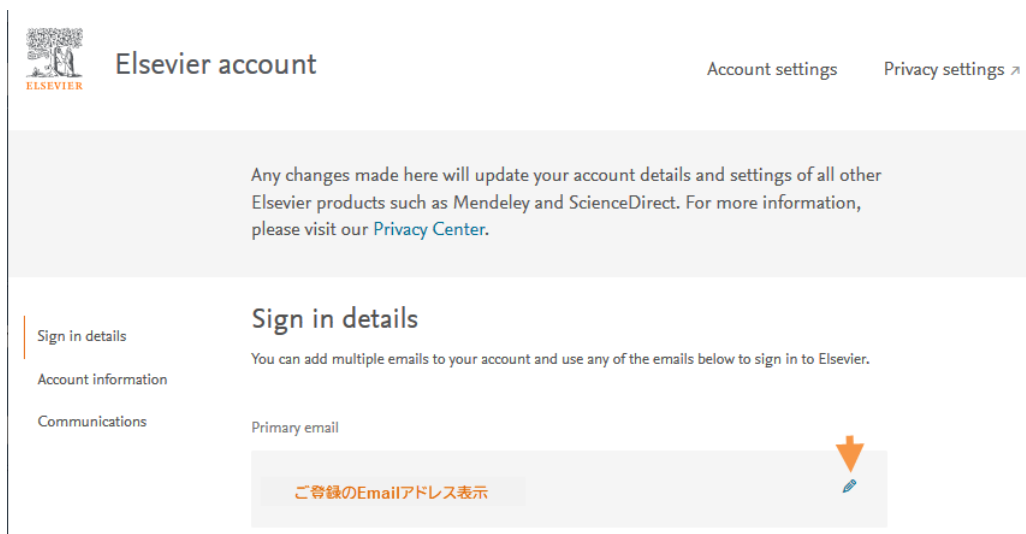 ELSEVIER
Elsevier account
Account settings
Privacy settings ↗
Any changes made here will update your account details and settings of all other
Elsevier products such as Mendeley and ScienceDirect. For more information,
please visit our Privacy Center.
Sign in details
Account information
Communications
Sign in details
You can add multiple emails to your account and use any of the emails below to sign in to Elsevier.
Primary email
ご登録のEmailアドレス表示